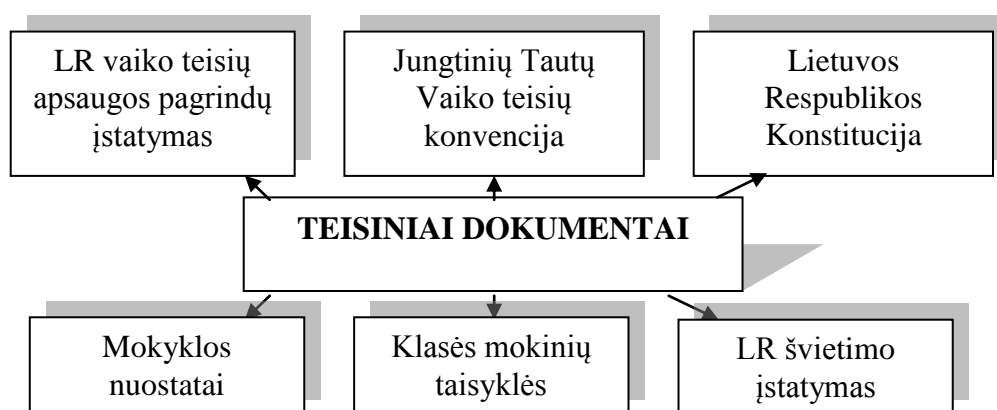 LR vaiko teisių
apsaugos pagrindų
įstatymas
Jungtinių Tautų
Vaiko teisių
konvencija
Lietuvos
Respublikos
Konstitucija
TEISINIAI DOKUMENTAI
Mokyklos
nuostatai
Klasės mokinių
taisyklės
LR švietimo
įstatymas